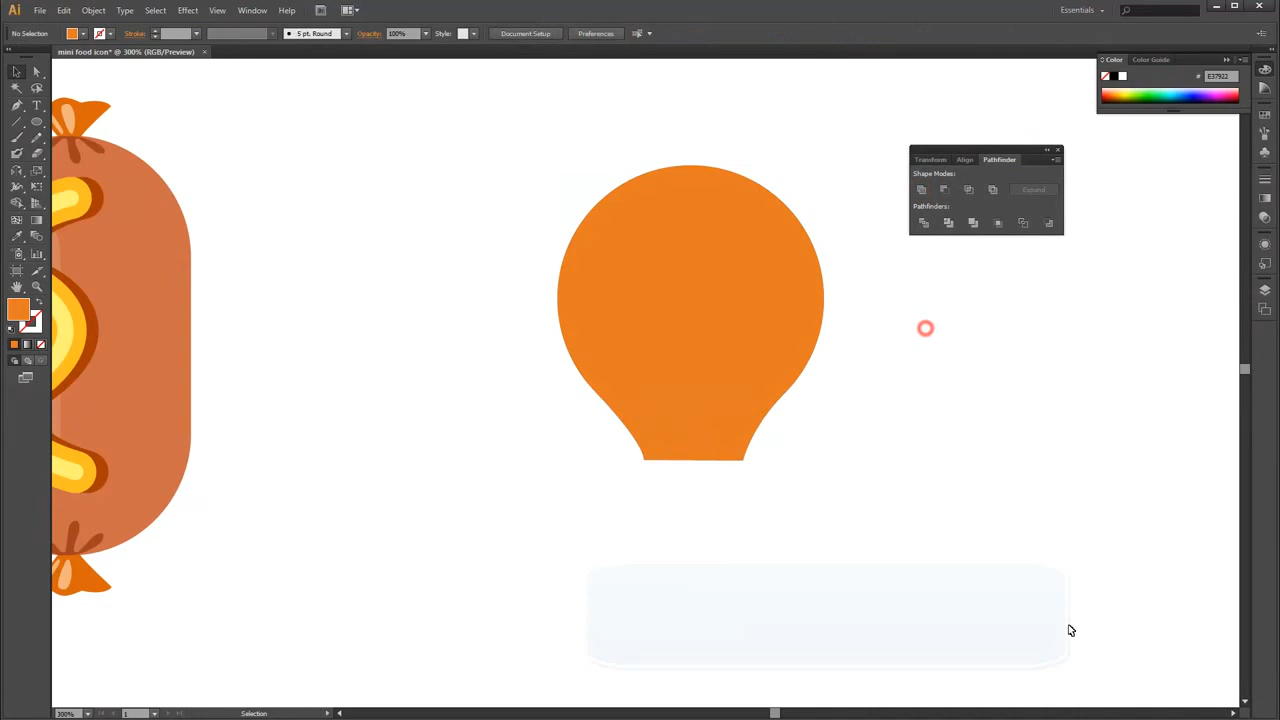 Ai File Edit Object Type Select Effect View Window Help Essentials
No Selection Stroke: 5 pt. Round Opacity: 100% Style: Document Setup Preferences
mini food icon* @ 300% (RGB/Preview)
Color Color Guide
# E37922
Transform Align Pathfinder
Shape Modes:
Expand
Pathfinders:
300% 1 Selection